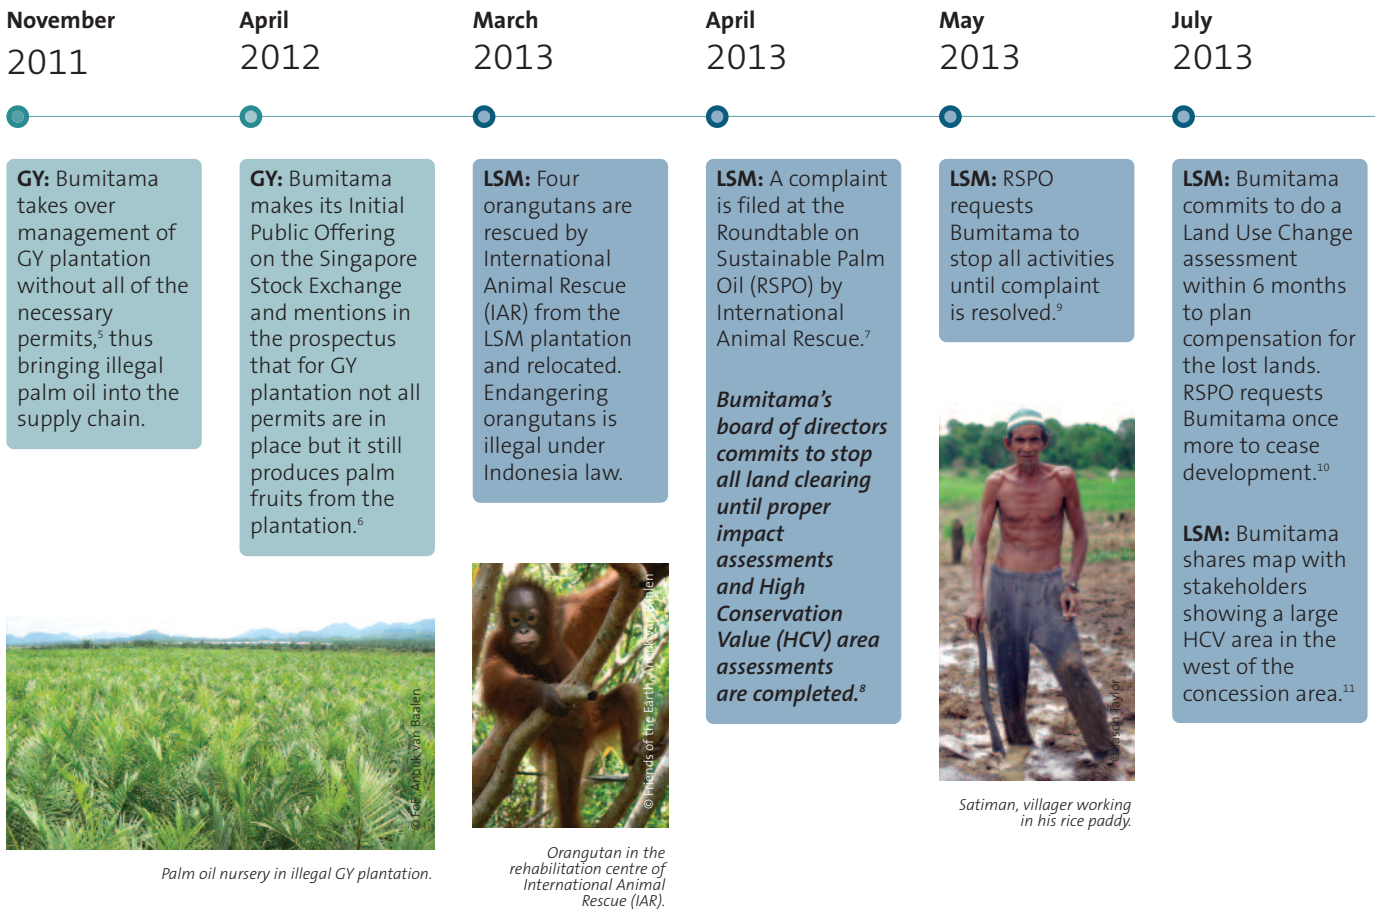 November
2011
April
2012
March
2013
April
2013
May
2013
July
2013
GY: Bumitama
takes over
management of
GY plantation
without all of the
necessary
permits,⁵ thus
bringing illegal
palm oil into the
supply chain.
GY: Bumitama
makes its Initial
Public Offering
on the Singapore
Stock Exchange
and mentions in
the prospectus
that for GY
plantation not all
permits are in
place but it still
produces palm
fruits from the
plantation.⁶
LSM: Four
orangutans are
rescued by
International
Animal Rescue
(IAR) from the
LSM plantation
and relocated.
Endangering
orangutans is
illegal under
Indonesia law.
LSM: A complaint
is filed at the
Roundtable on
Sustainable Palm
Oil (RSPO) by
International
Animal Rescue.⁷
Bumitama's
board of directors
commits to stop
all land clearing
until proper
impact
assessments
and High
Conservation
Value (HCV) area
assessments
are completed.⁸
LSM: RSPO
requests
Bumitama to
stop all activities
until complaint
is resolved.⁹
LSM: Bumitama
commits to do a
Land Use Change
assessment
within 6 months
to plan
compensation for
the lost lands.
RSPO requests
Bumitama once
more to cease
development.¹⁰
LSM: Bumitama
shares map with
stakeholders
showing a large
HCV area in the
west of the
concession area.¹¹
© FoE, Anouk van Baalen
Palm oil nursery in illegal GY plantation.
© Friends of the Earth, Anouk van Baalen
Orangutan in the
rehabilitation centre of
International Animal
Rescue (IAR).
© Jason Taylor
Satiman, villager working
in his rice paddy.